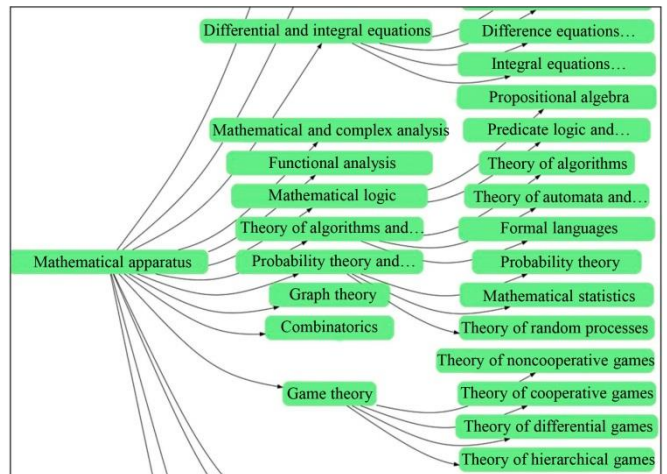 Differential and integral equations
Difference equations…
Integral equations…
Propositional algebra
Mathematical and complex analysis
Predicate logic and…
Functional analysis
Theory of algorithms
Mathematical logic
Theory of automata and…
Theory of algorithms and…
Formal languages
Mathematical apparatus
Probability theory and…
Probability theory
Graph theory
Mathematical statistics
Combinatorics
Theory of random processes
Theory of noncooperative games
Game theory
Theory of cooperative games
Theory of differential games
Theory of hierarchical games